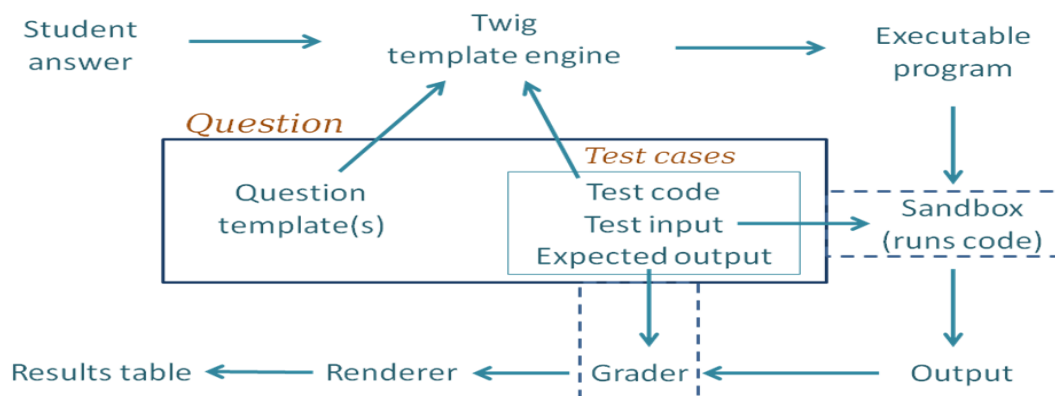 Student
answer
Twig
template engine
Executable
program
Question
Test cases
Question
template(s)
Test code
Test input
Expected output
Sandbox
(runs code)
Results table
Renderer
Grader
Output